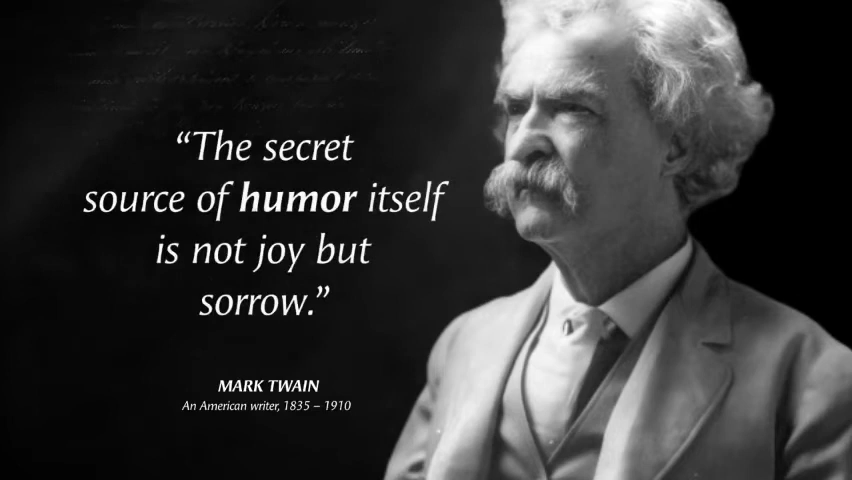 “The secret
source of humor itself
is not joy but
sorrow.”
MARK TWAIN
An American writer, 1835 – 1910